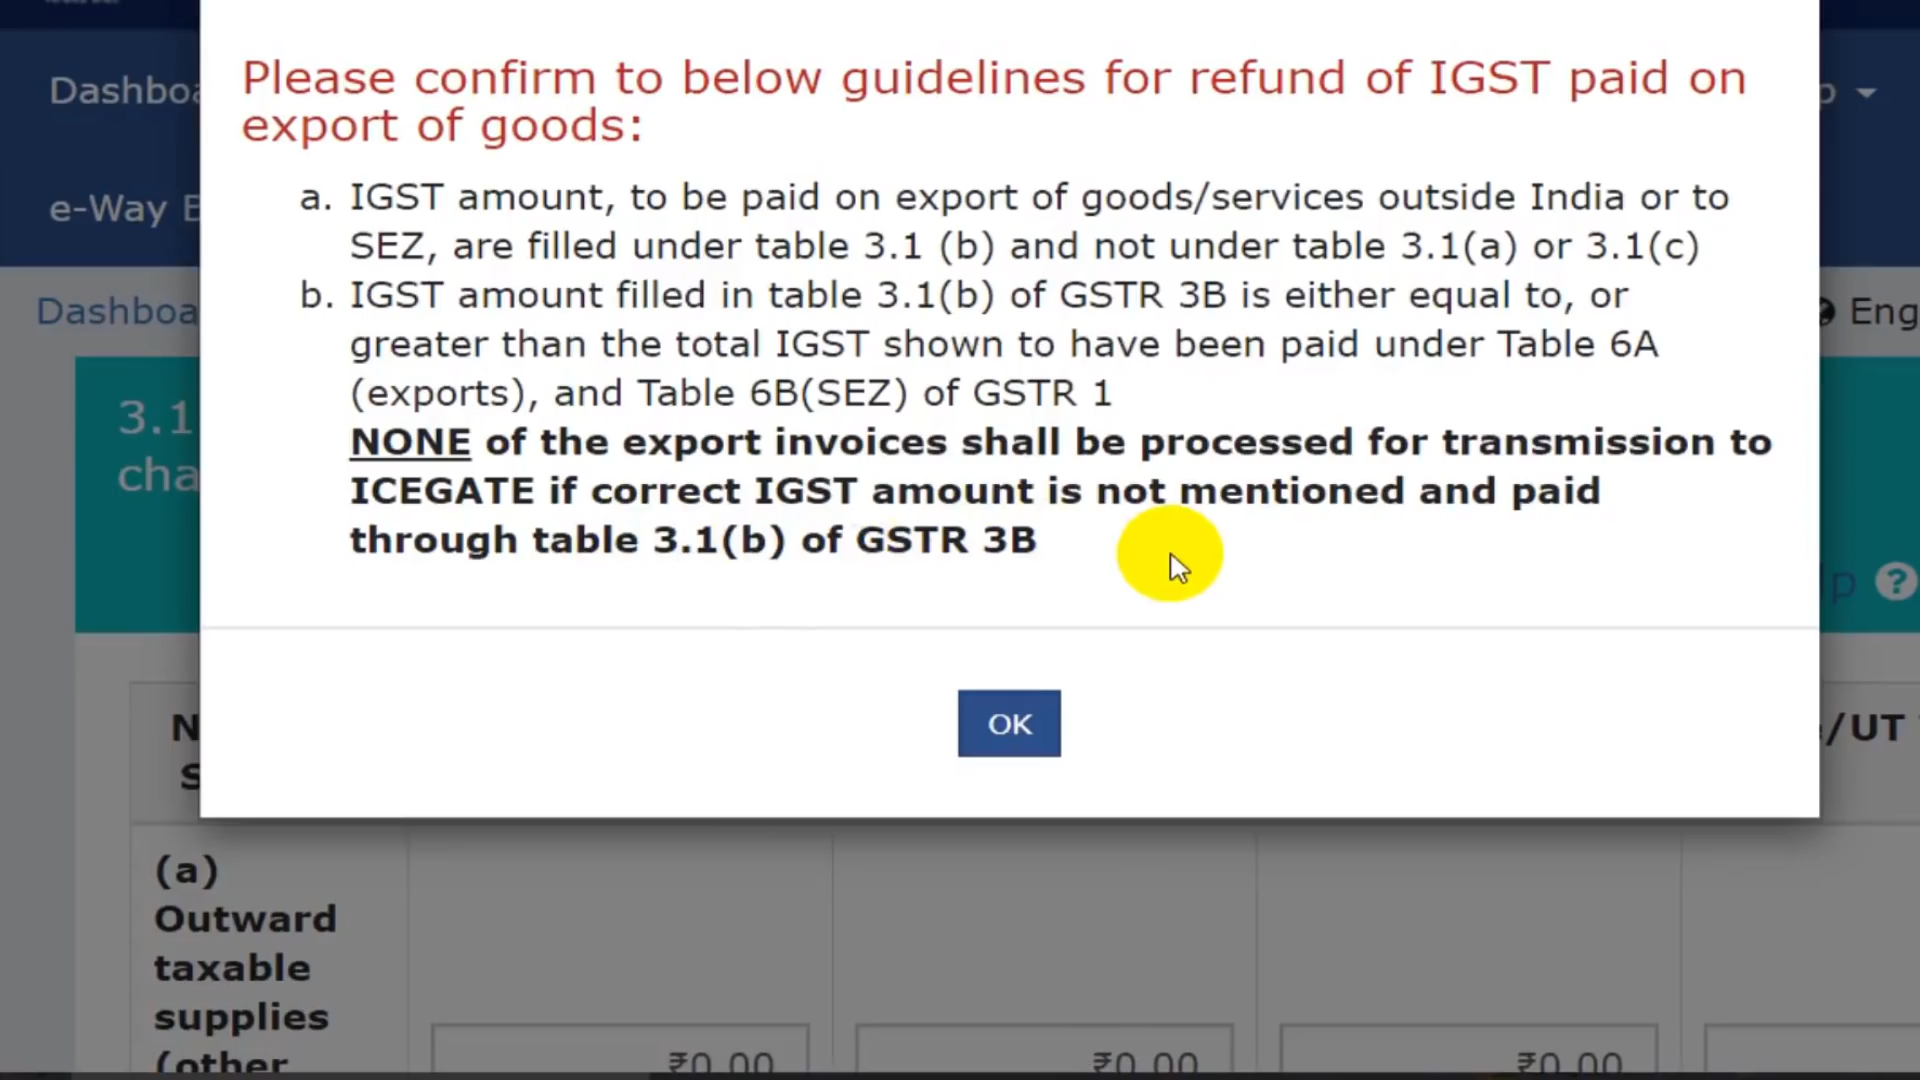 Dashboa
e-Way
Please confirm to below guidelines for refund of IGST paid on
export of goods:
a. IGST amount, to be paid on export of goods/services outside India or to
SEZ, are filled under table 3.1 (b) and not under table 3.1(a) or 3.1(c)
b. IGST amount filled in table 3.1(b) of GSTR 3B is either equal to, or
greater than the total IGST shown to have been paid under Table 6A
(exports), and Table 6B(SEZ) of GSTR 1
NONE of the export invoices shall be processed for transmission to
ICEGATE if correct IGST amount is not mentioned and paid
through table 3.1(b) of GSTR 3B
OK
Dashboa
Eng
3.1
cha
?
/UT
(a)
Outward
taxable
supplies
(other
₹0.00 ₹0.00 ₹0.00